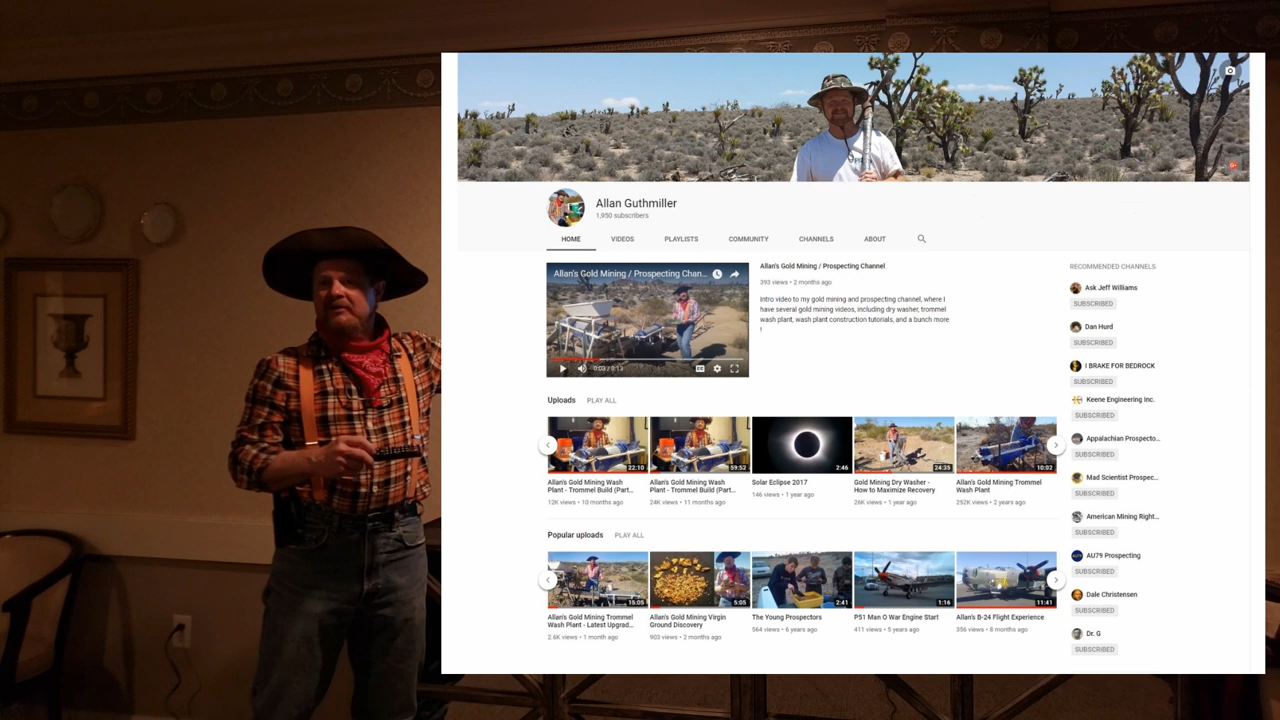 Allan Guthmiller
1,950 subscribers
HOME VIDEOS PLAYLISTS COMMUNITY CHANNELS ABOUT
Allan's Gold Mining / Prospecting Chan...
0:03 / 0:13
Allan's Gold Mining / Prospecting Channel
393 views • 2 months ago
Intro video to my gold mining and prospecting channel, where I
have several gold mining videos, including dry washer, trommel
wash plant, wash plant construction tutorials, and a bunch more
!
Uploads PLAY ALL
22:10
Allan's Gold Mining Wash
Plant - Trommel Build (Part...
12K views • 10 months ago
59:52
Allan's Gold Mining Wash
Plant - Trommel Build (Part...
24K views • 11 months ago
2:46
Solar Eclipse 2017
146 views • 1 year ago
24:35
Gold Mining Dry Washer -
How to Maximize Recovery
26K views • 1 year ago
10:02
Allan's Gold Mining Trommel
Wash Plant
252K views • 2 years ago
Popular uploads PLAY ALL
15:05
Allan's Gold Mining Trommel
Wash Plant - Latest Upgrad...
2.6K views • 1 month ago
5:05
Allan's Gold Mining Virgin
Ground Discovery
903 views • 2 months ago
2:41
The Young Prospectors
564 views • 6 years ago
1:16
P51 Man O War Engine Start
411 views • 5 years ago
11:41
Allan's B-24 Flight Experience
356 views • 8 months ago
RECOMMENDED CHANNELS
Ask Jeff Williams
SUBSCRIBED
Dan Hurd
SUBSCRIBED
I BRAKE FOR BEDROCK
SUBSCRIBED
Keene Engineering Inc.
SUBSCRIBED
Appalachian Prospecto...
SUBSCRIBED
Mad Scientist Prospec...
SUBSCRIBED
American Mining Right...
SUBSCRIBED
AU79 Prospecting
SUBSCRIBED
Dale Christensen
SUBSCRIBED
Dr. G
SUBSCRIBED